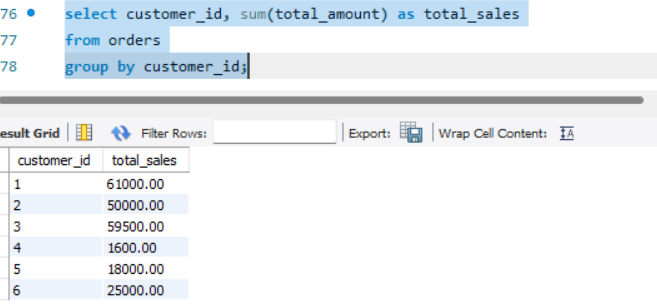 76 select customer_id, sum(total_amount) as total_sales
77 from orders
78 group by customer_id;
esult Grid Filter Rows: Export: Wrap Cell Content: IA
customer_id total_sales
1 61000.00
2 50000.00
3 59500.00
4 1600.00
5 18000.00
6 25000.00